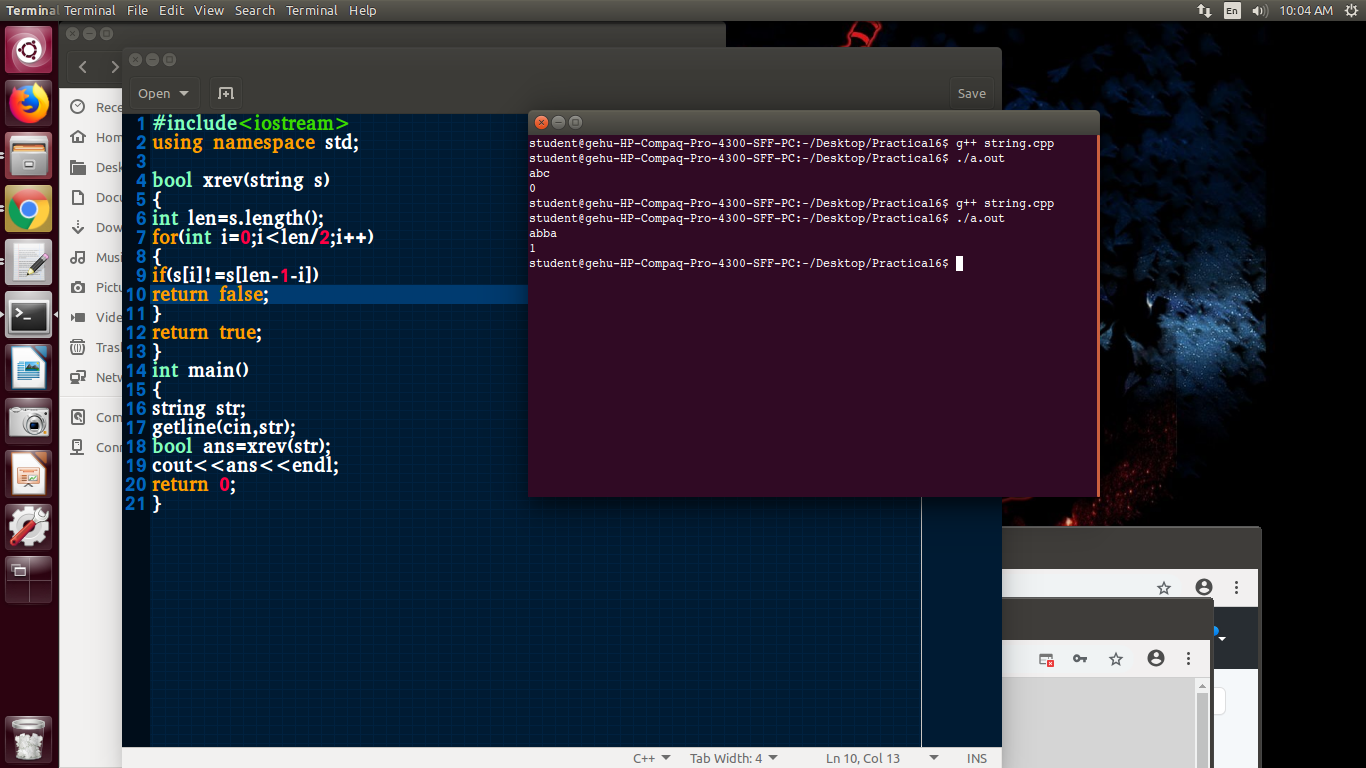 Terminal Terminal File Edit View Search Terminal Help En 10:04 AM
Open Save
Rece
Hom
Desk
Docu
Dow
Musi
Pictu
Vide
Tras
Netw
Com
Conn
1 #include<iostream>
2 using namespace std;
3
4 bool xrev(string s)
5 {
6 int len=s.length();
7 for(int i=0;i<len/2;i++)
8 {
9 if(s[i]!=s[len-1-i])
10 return false;
11 }
12 return true;
13 }
14 int main()
15 {
16 string str;
17 getline(cin,str);
18 bool ans=xrev(str);
19 cout<<ans<<endl;
20 return 0;
21 }
student@gehu-HP-Compaq-Pro-4300-SFF-PC:~/Desktop/Practical6$ g++ string.cpp
student@gehu-HP-Compaq-Pro-4300-SFF-PC:~/Desktop/Practical6$ ./a.out
abc
0
student@gehu-HP-Compaq-Pro-4300-SFF-PC:~/Desktop/Practical6$ g++ string.cpp
student@gehu-HP-Compaq-Pro-4300-SFF-PC:~/Desktop/Practical6$ ./a.out
abba
1
student@gehu-HP-Compaq-Pro-4300-SFF-PC:~/Desktop/Practical6$
C++ Tab Width: 4 Ln 10, Col 13 INS